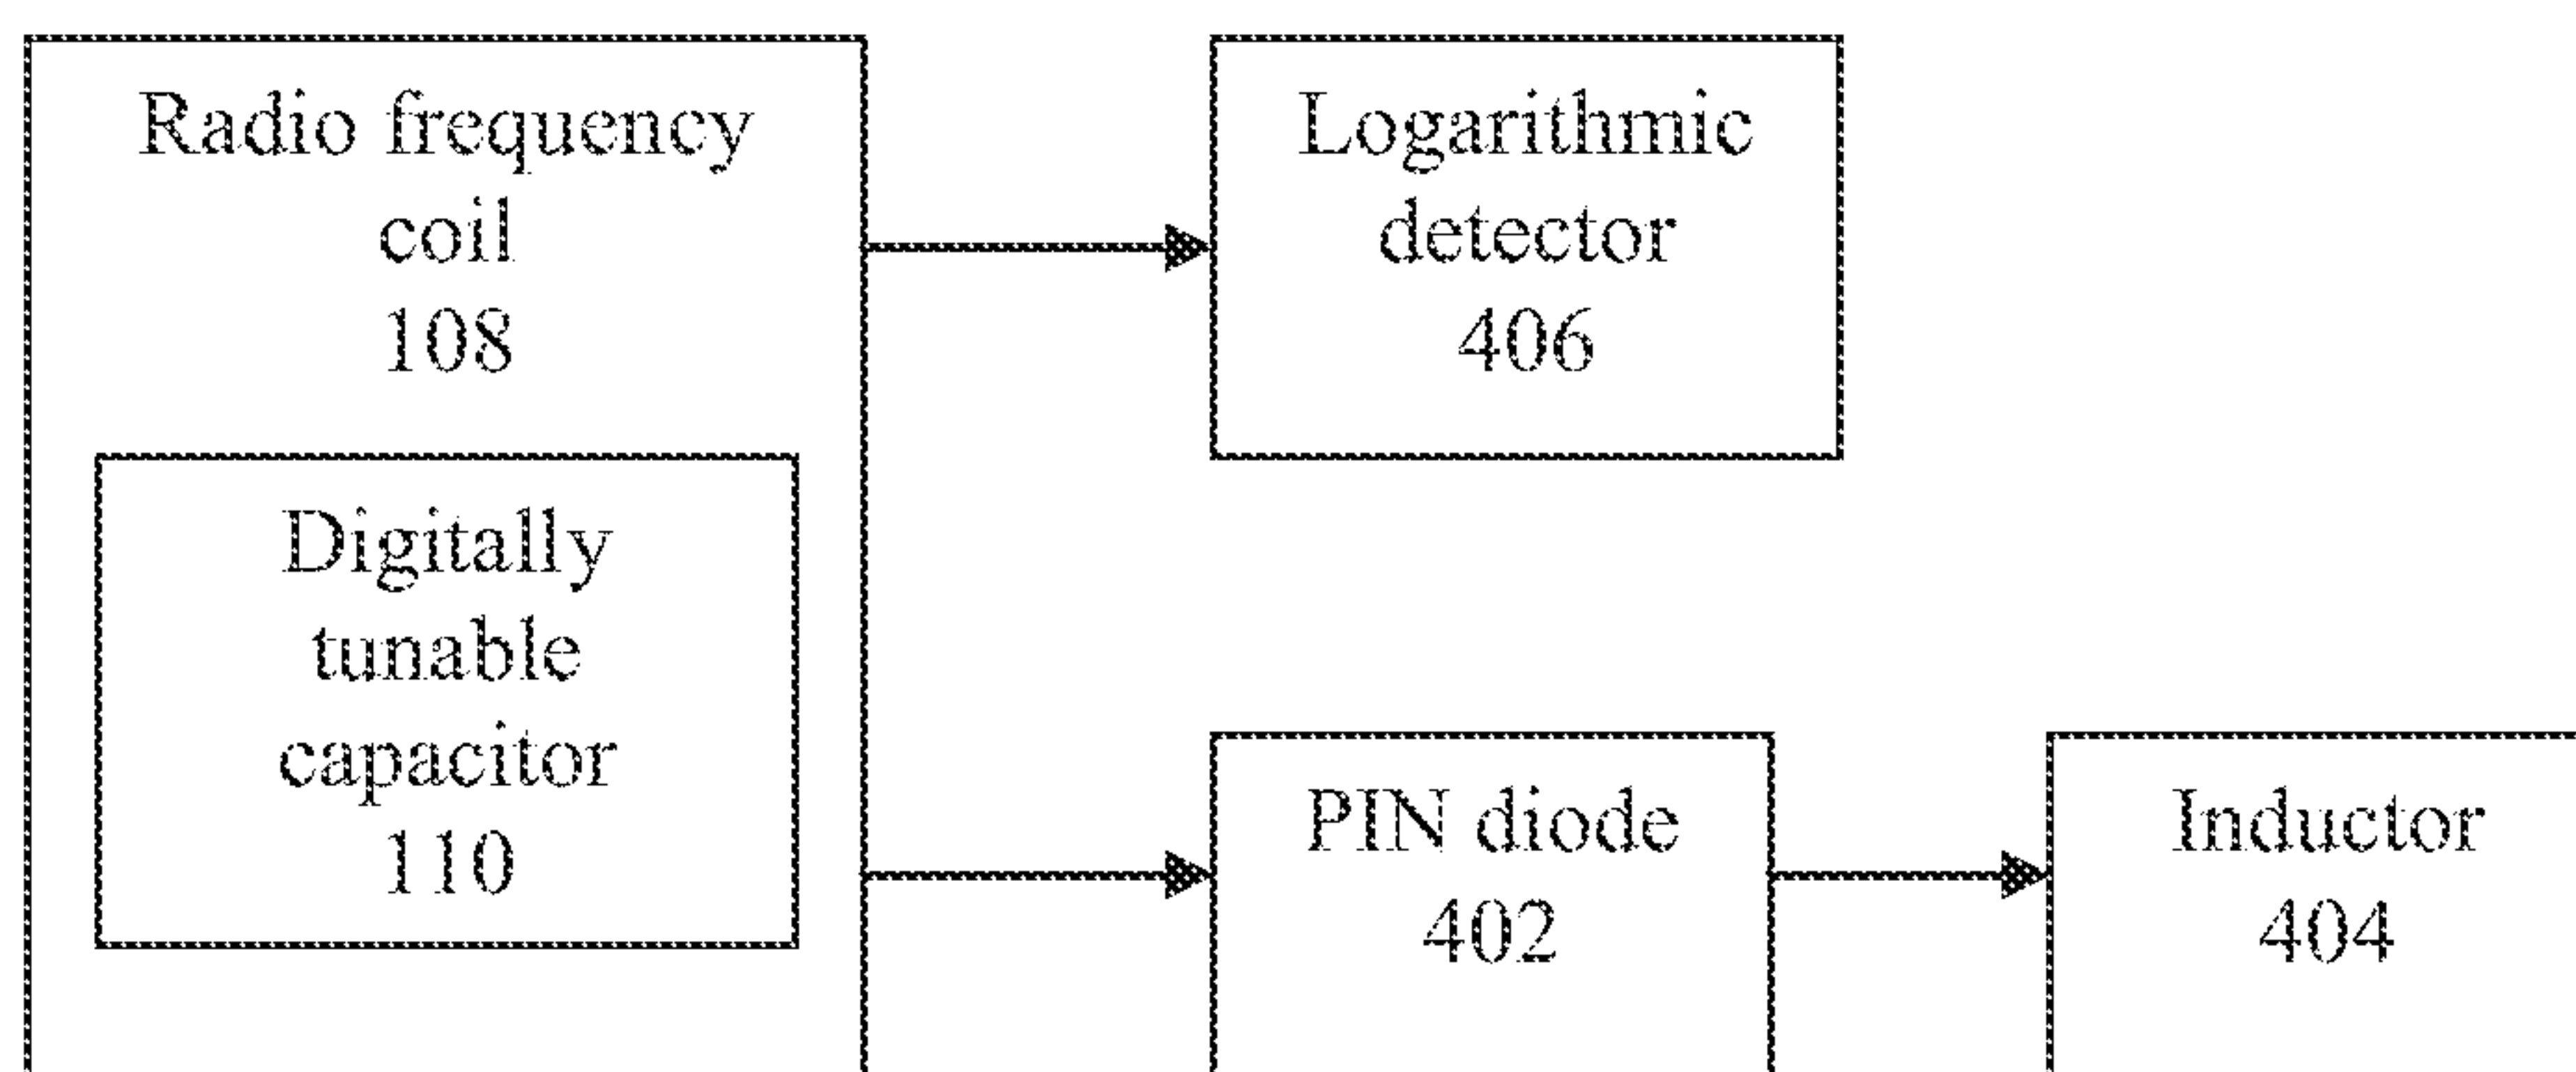 Radio frequency
coil
108
Digitally
tunable
capacitor
110
Logarithmic
detector
406
PIN diode
402
Inductor
404